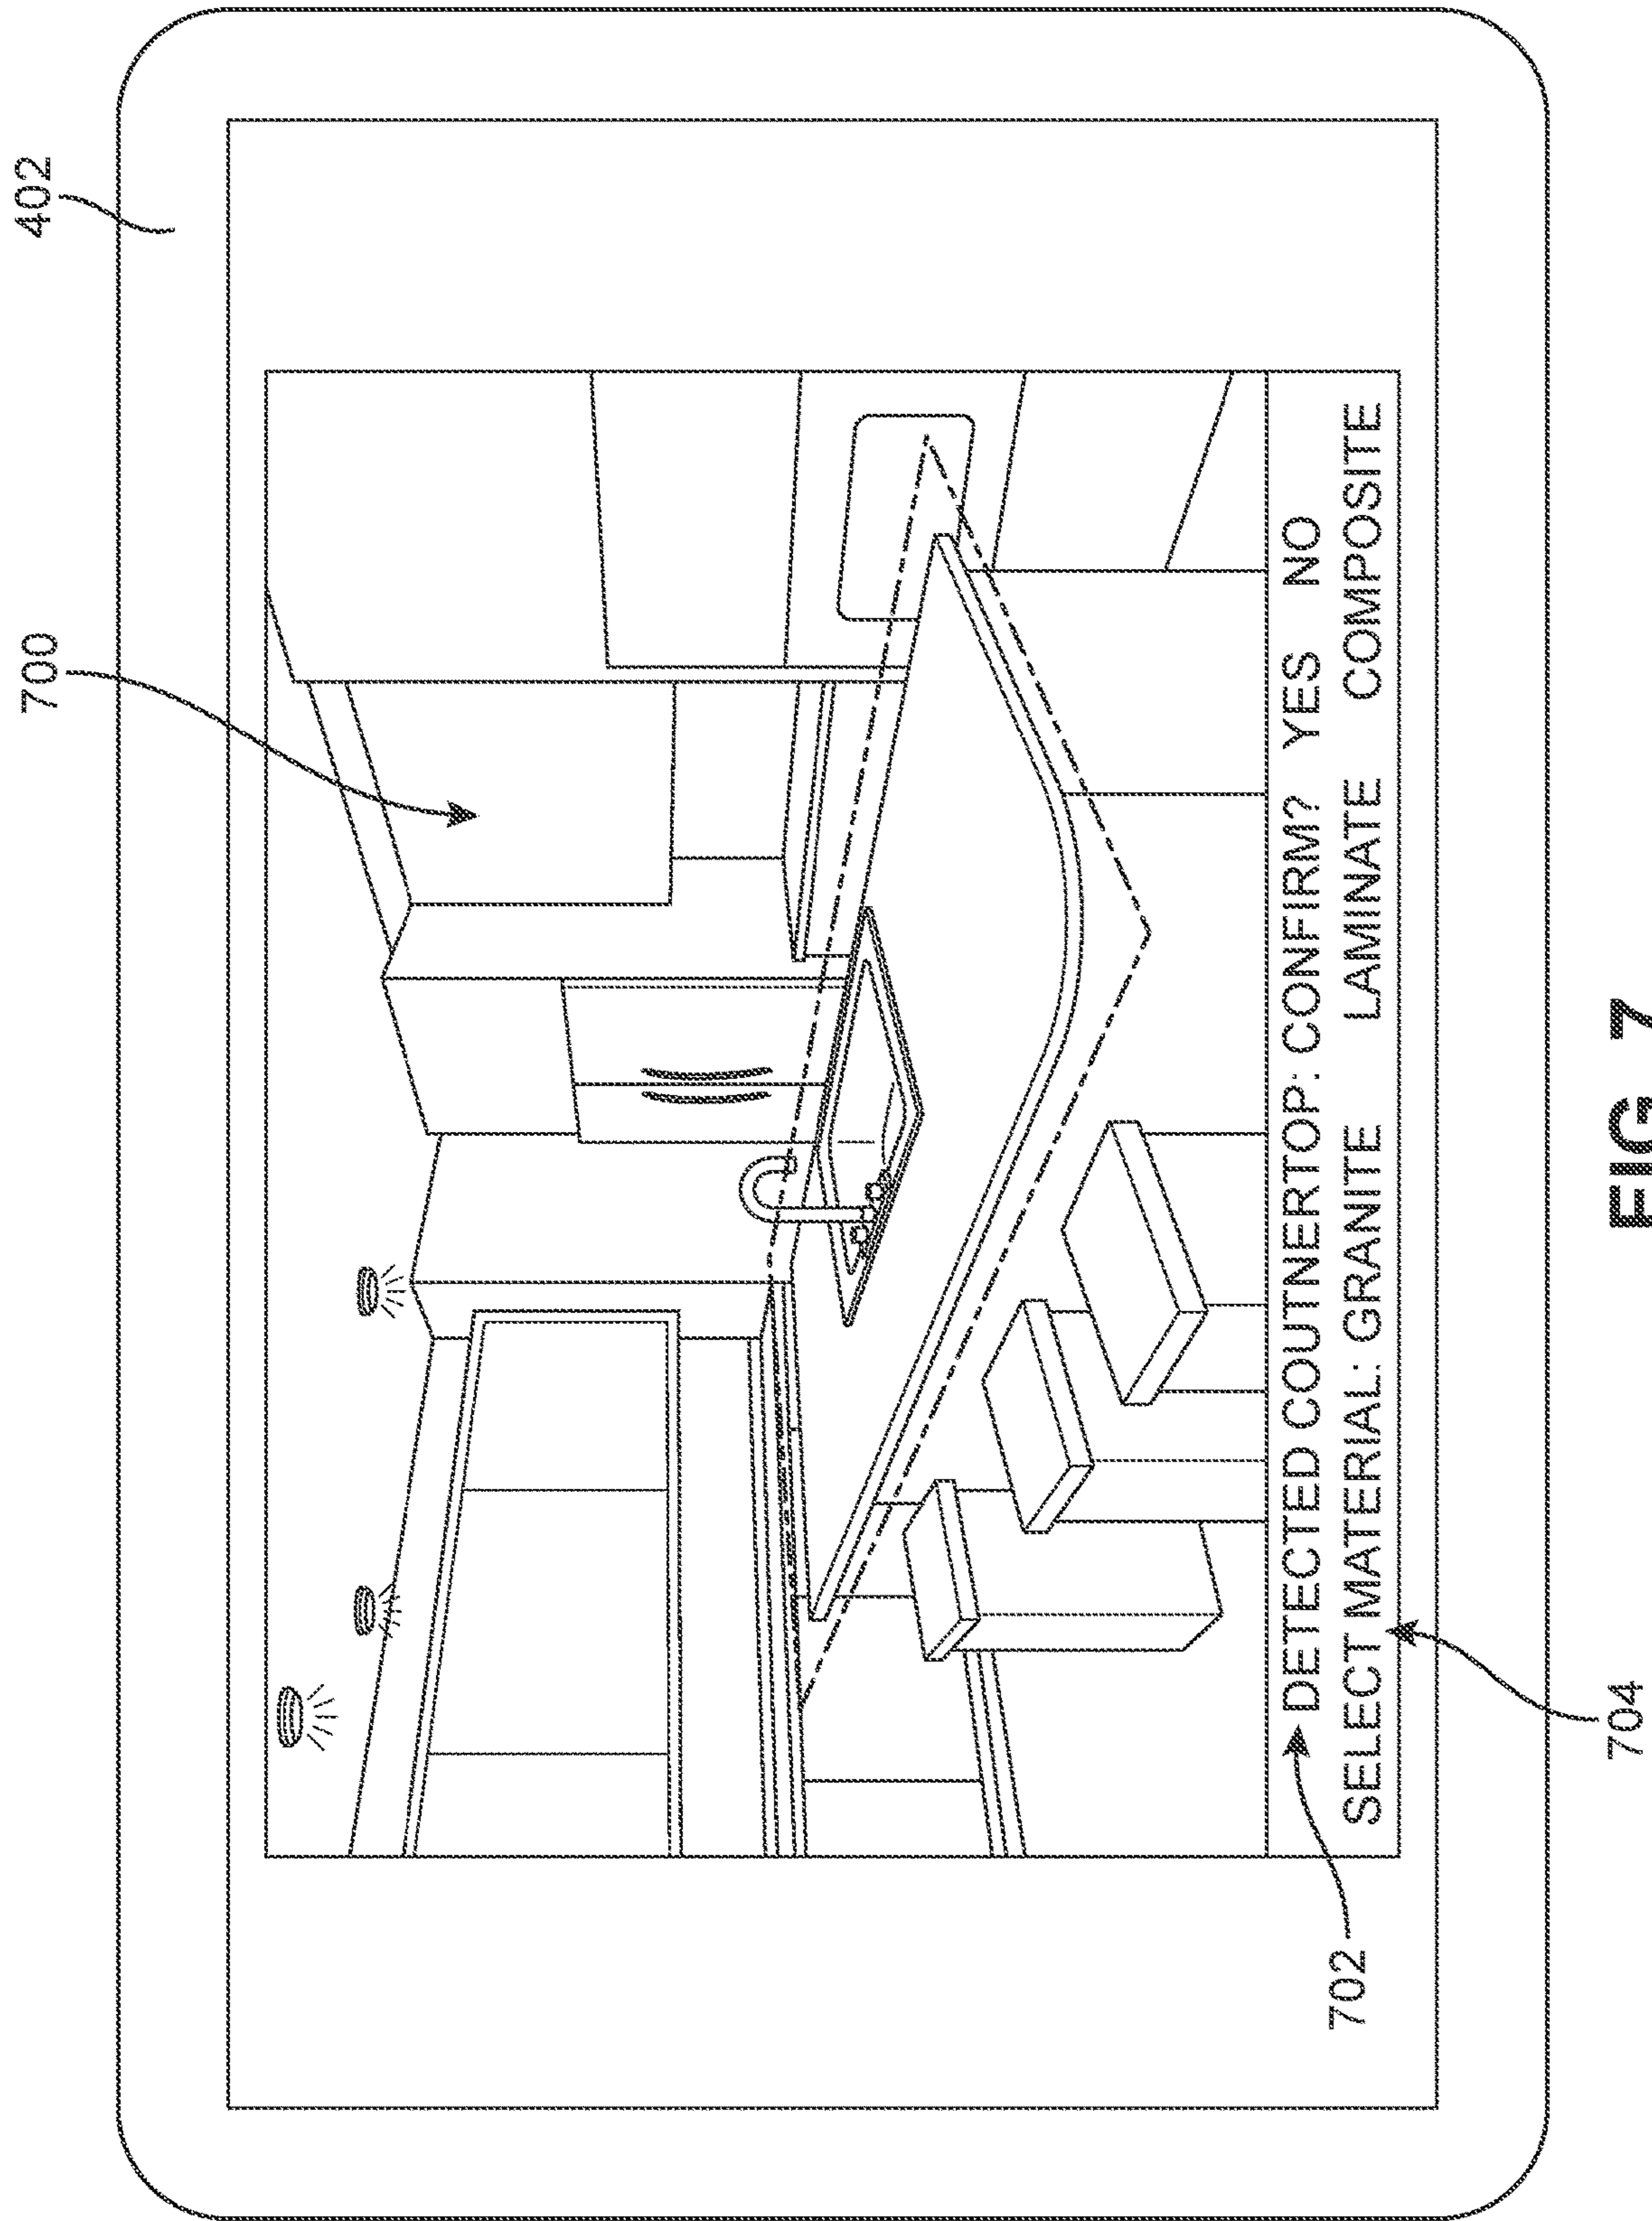 402
700
DETECTED COUTNERTOP: CONFIRM? YES NO
SELECT MATERIAL: GRANITE LAMINATE COMPOSITE
702
704
FIG. 7